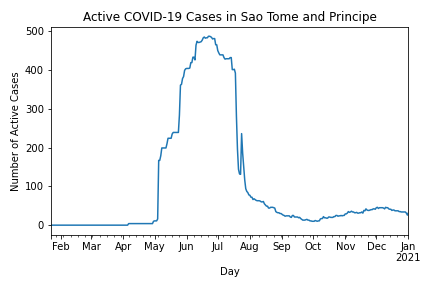 Active COVID-19 Cases in Sao Tome and Principe
500
400
300
200
100
0
Number of Active Cases
Feb Mar Apr May Jun Jul Aug Sep Oct Nov Dec Jan
2021
Day